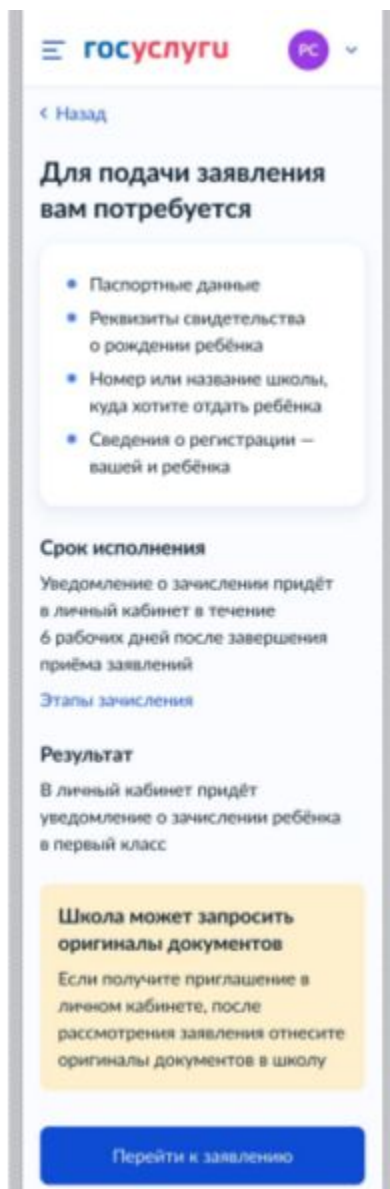 госуслуги
РС
Назад
Для подачи заявления
вам потребуется
Паспортные данные
Реквизиты свидетельства
о рождении ребёнка
Номер или название школы,
куда хотите отдать ребёнка
Сведения о регистрации —
вашей и ребёнка
Срок исполнения
Уведомление о зачислении придёт
в личный кабинет в течение
6 рабочих дней после завершения
приёма заявлений
Этапы зачисления
Результат
В личный кабинет придёт
уведомление о зачислении ребёнка
в первый класс
Школа может запросить
оригиналы документов
Если получите приглашение в
личном кабинете, после
рассмотрения заявления отнесите
оригиналы документов в школу
Перейти к заявлению